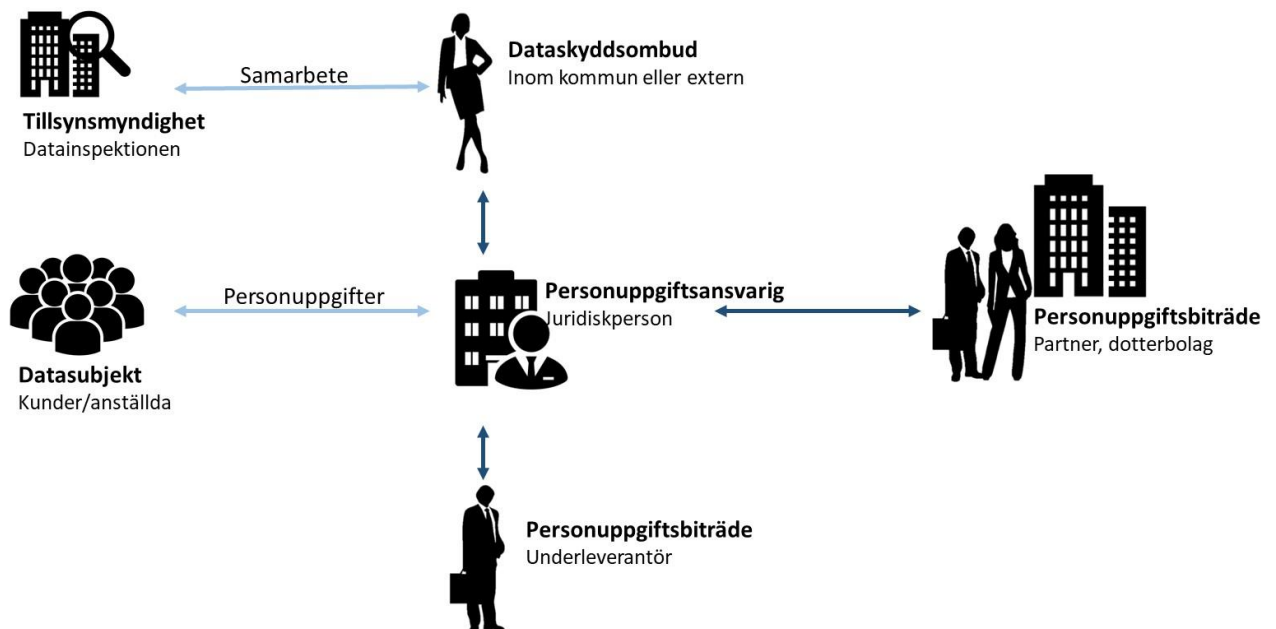 Samarbete
Dataskyddsombud
Inom kommun eller extern
Tillsynsmyndighet
Datainspektionen
Personuppgifter
Personuppgiftsansvarig
Juridiskperson
Personuppgiftsbiträde
Partner, dotterbolag
Datasubjekt
Kunder/anställda
Personuppgiftsbiträde
Underleverantör